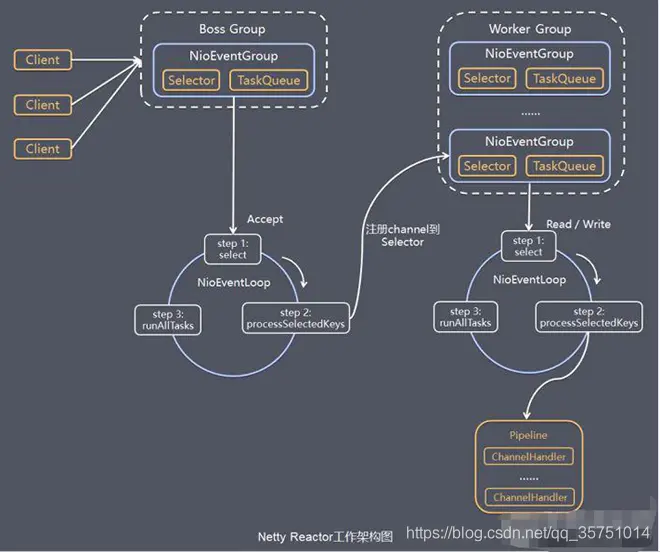 Boss Group
NioEventGroup
Selector
TaskQueue
Client
Client
Client
Worker Group
NioEventGroup
Selector
TaskQueue
......
NioEventGroup
Selector
TaskQueue
Accept
注册channel到
Selector
Read / Write
step 1:
select
NioEventLoop
step 2:
processSelectedKeys
step 3:
runAllTasks
step 1:
select
NioEventLoop
step 2:
processSelectedKeys
step 3:
runAllTasks
Pipeline
ChannelHandler
......
ChannelHandler
Netty Reactor工作架构图
https://blog.csdn.net/qq_35751014